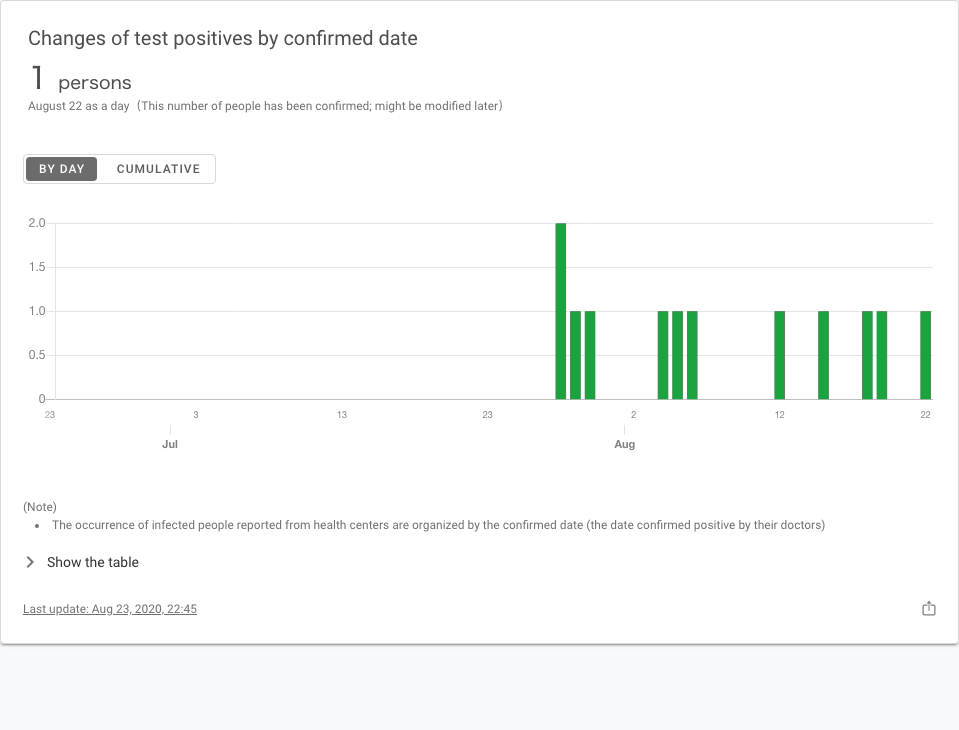 Changes of test positives by confirmed date
1 persons
August 22 as a day（This number of people has been confirmed; might be modified later）
BY DAY CUMULATIVE
2.0
1.5
1.0
0.5
0
23 3 13 23 2 12 22
Jul Aug
(Note)
• The occurrence of infected people reported from health centers are organized by the confirmed date (the date confirmed positive by their doctors)
Show the table
Last update: Aug 23, 2020, 22:45